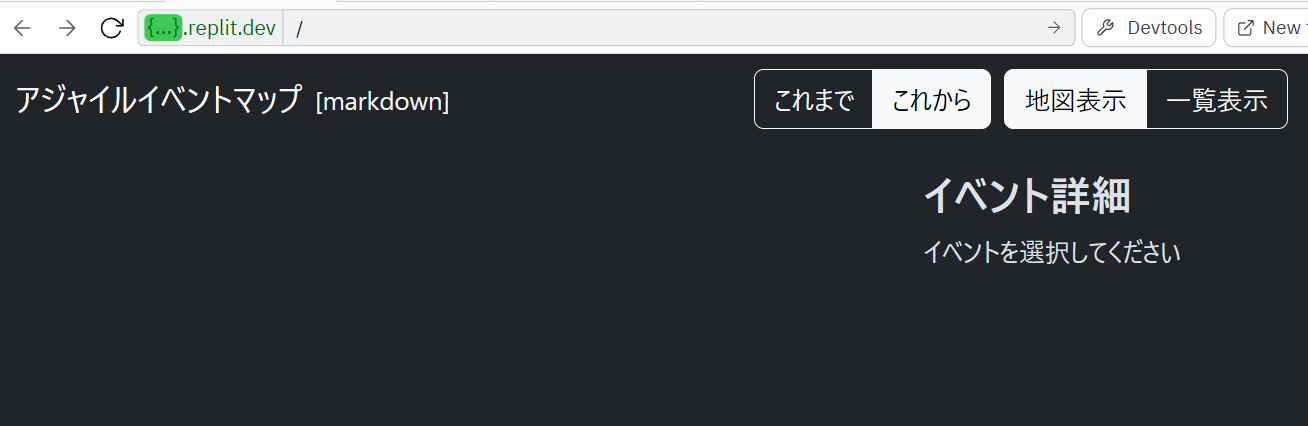 {...}.replit.dev / Devtools New
アジャイルイベントマップ [markdown] これまで これから 地図表示 一覧表示
イベント詳細
イベントを選択してください